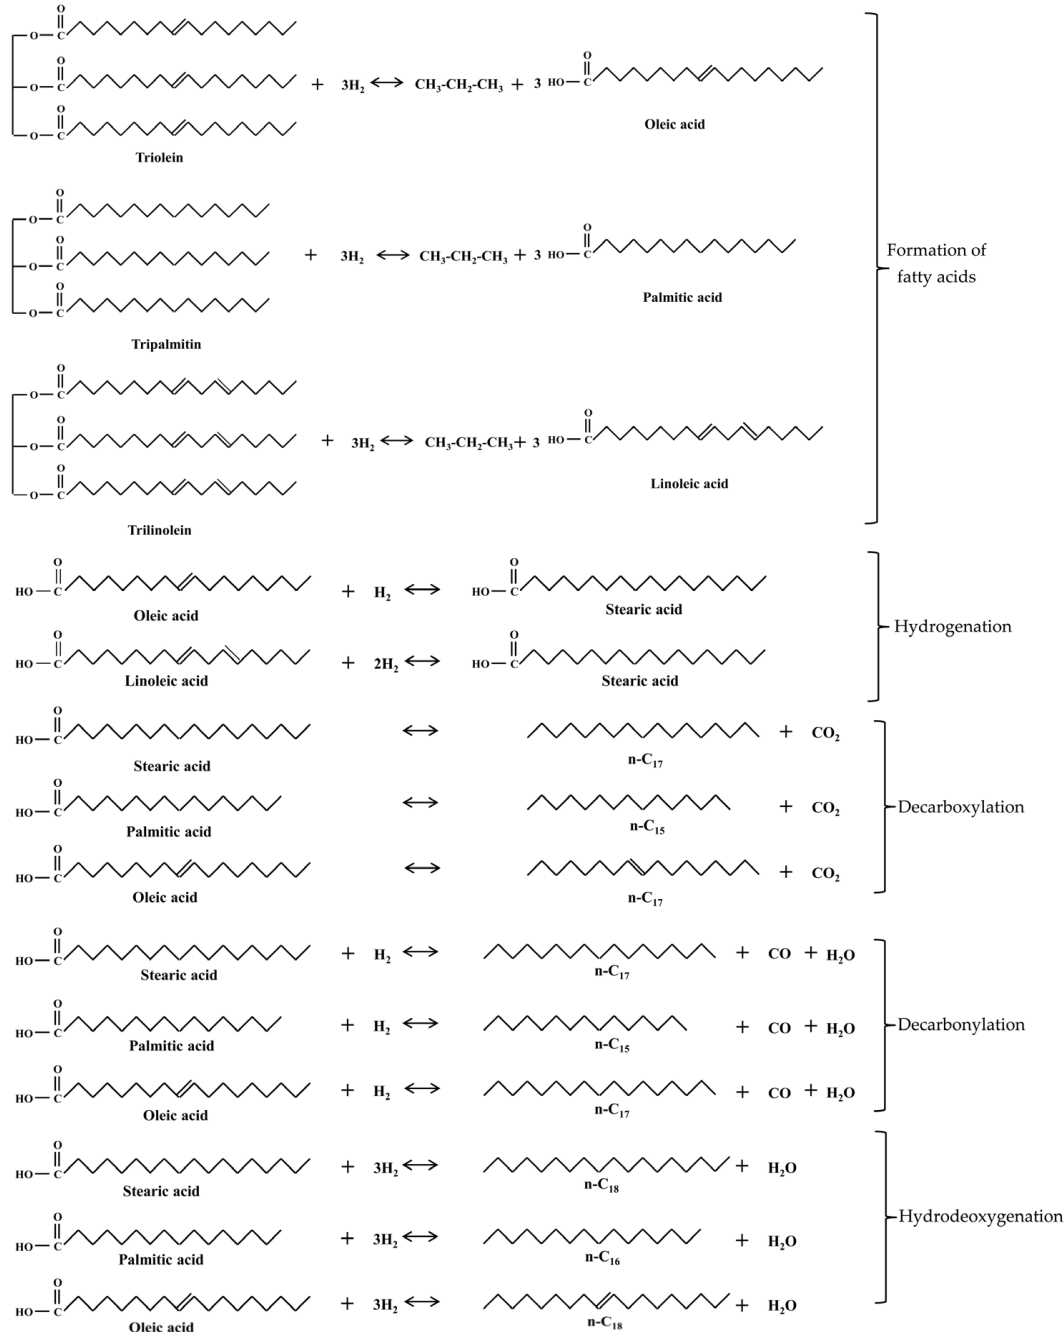 O
O C
O
O C + 3H₂ ↔ CH₃-CH₂-CH₃ + 3 HO C O
O
O C
Oleic acid
Triolein
O
O C
O
O C + 3H₂ ↔ CH₃-CH₂-CH₃ + 3 HO C O
O
O C
Palmitic acid
Tripalmitin
Formation of
fatty acids
O
O C
O
O C + 3H₂ ↔ CH₃-CH₂-CH₃ + 3 HO C O
O
O C
Linoleic acid
Trilinolein
O O
HO C + H₂ ↔ HO C
Oleic acid Stearic acid
Hydrogenation
O O
HO C + 2H₂ ↔ HO C
Linoleic acid Stearic acid
O
HO C ↔ + CO₂
Stearic acid n-C₁₇
O
HO C ↔ + CO₂
Palmitic acid n-C₁₅
Decarboxylation
O
HO C ↔ + CO₂
Oleic acid n-C₁₇
O
HO C + H₂ ↔ + CO + H₂O
Stearic acid n-C₁₇
O
HO C + H₂ ↔ + CO + H₂O
Palmitic acid n-C₁₅
Decarbonylation
O
HO C + H₂ ↔ + CO + H₂O
Oleic acid n-C₁₇
O
HO C + 3H₂ ↔ + H₂O
Stearic acid n-C₁₈
Hydrodeoxygenation
O
HO C + 3H₂ ↔ + H₂O
Palmitic acid n-C₁₆
O
HO C + 3H₂ ↔ + H₂O
Oleic acid n-C₁₈